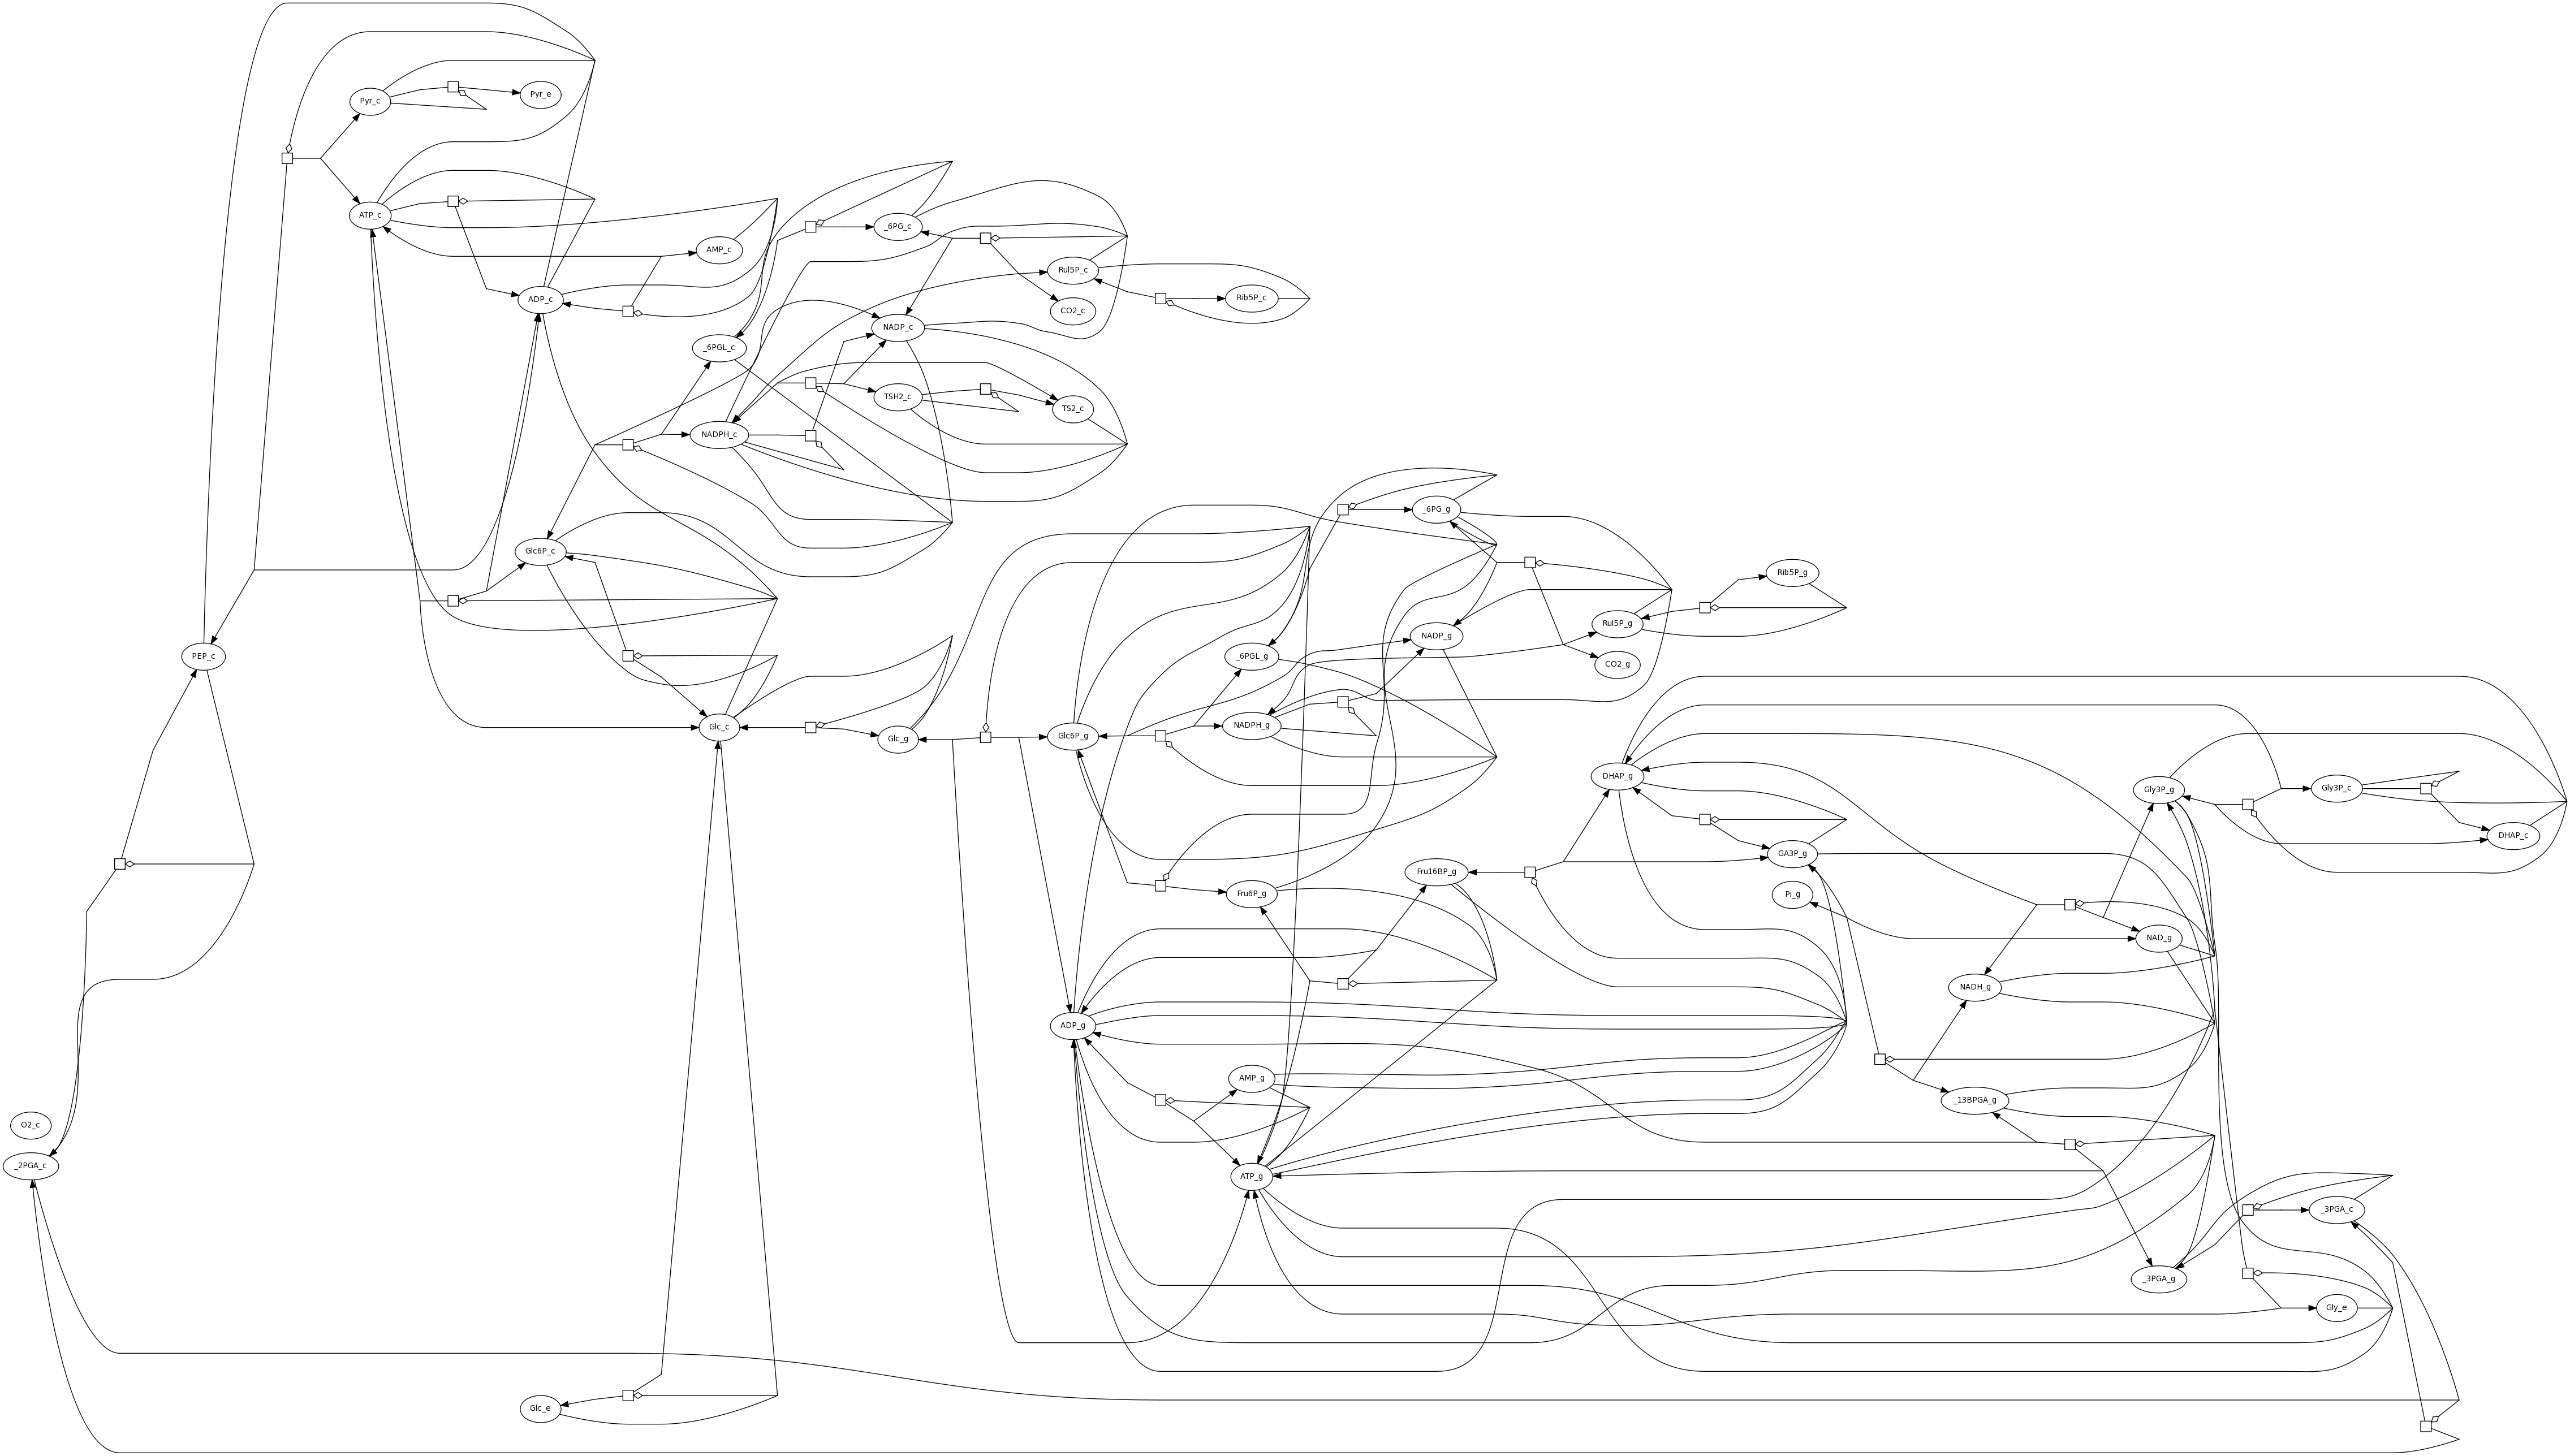 Pyr_c
Pyr_e
ATP_c
_6PG_c
AMP_c
Rul5P_c
Rib5P_c
ADP_c
CO2_c
NADP_c
_6PGL_c
TSH2_c
TS2_c
NADPH_c
_6PG_g
Glc6P_c
Rib5P_g
Rul5P_g
NADP_g
PEP_c
_6PGL_g
CO2_g
Glc_c
NADPH_g
Glc_g
Glc6P_g
DHAP_g
Gly3P_g
Gly3P_c
DHAP_c
GA3P_g
Fru16BP_g
Fru6P_g
Pi_g
NAD_g
NADH_g
ADP_g
AMP_g
_13BPGA_g
O2_c
_2PGA_c
ATP_g
_3PGA_c
_3PGA_g
Gly_e
Glc_e